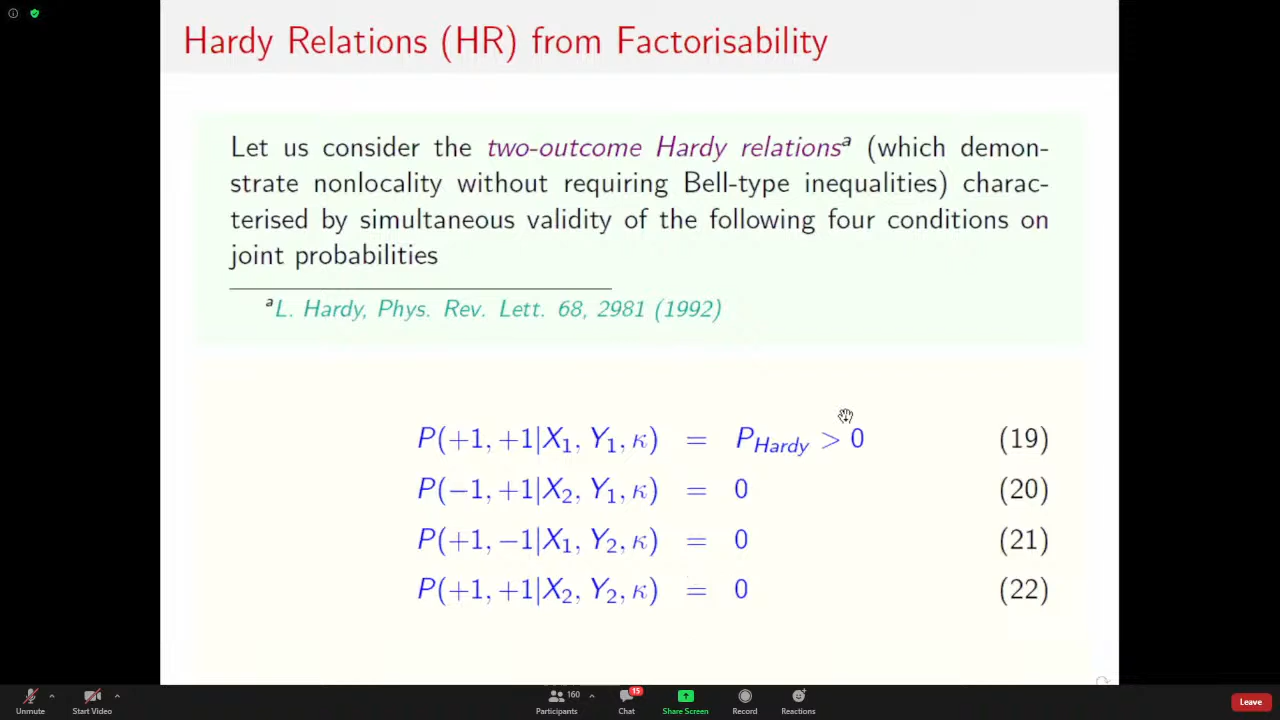 Hardy Relations (HR) from Factorisability
Let us consider the two-outcome Hardy relationsᵃ (which demon-
strate nonlocality without requiring Bell-type inequalities) charac-
terised by simultaneous validity of the following four conditions on
joint probabilities
ᵃL. Hardy, Phys. Rev. Lett. 68, 2981 (1992)
P(+1, +1|X₁, Y₁, κ) = P_Hardy > 0 (19)
P(−1, +1|X₂, Y₁, κ) = 0 (20)
P(+1, −1|X₁, Y₂, κ) = 0 (21)
P(+1, +1|X₂, Y₂, κ) = 0 (22)
160 15
Unmute Start Video Participants Chat Share Screen Record Reactions Leave